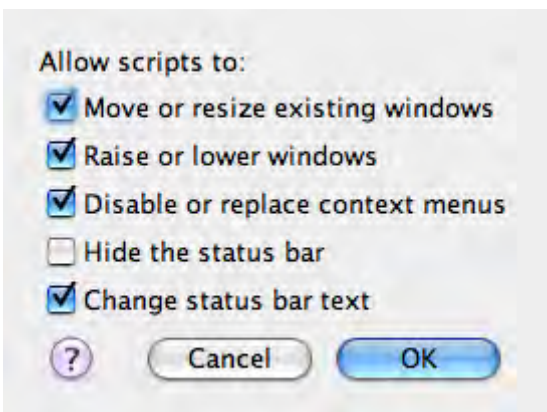 Allow scripts to:
Move or resize existing windows
Raise or lower windows
Disable or replace context menus
Hide the status bar
Change status bar text
? Cancel OK